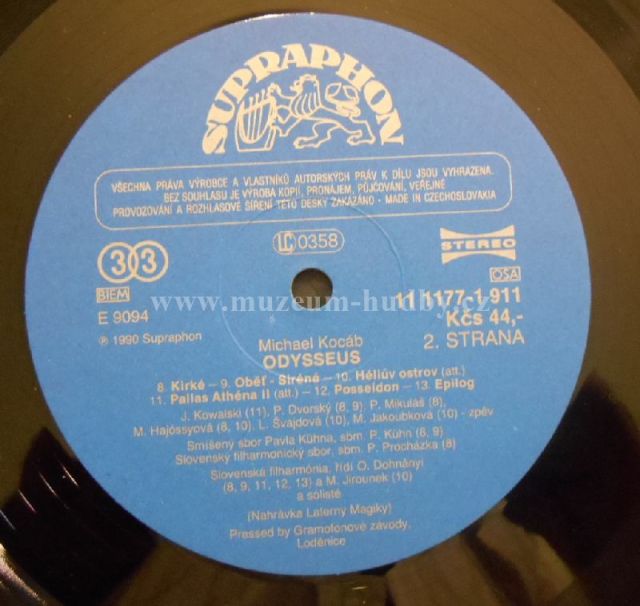 SUPRAPHON
VŠECHNA PRÁVA VÝROBCE A VLASTNÍKŮ AUTORSKÝCH PRÁV K DÍLU JSOU VYHRAZENA.
BEZ SOUHLASU JE VÝROBA KOPIÍ, PRONÁJEM, PŮJČOVÁNÍ, VEŘEJNÉ
PROVOZOVÁNÍ A ROZHLASOVÉ ŠÍŘENÍ TÉTO DESKY ZAKÁZÁNO - MADE IN CZECHOSLOVAKIA
33
LC 0358
STEREO
BIEM
OSA
www.muzeum-hudby.cz
E 9094
11 1177-1 911
Kčs 44,-
℗ 1990 Supraphon
2. STRANA
Michael Kocáb
ODYSSEUS
8. Kirké – 9. Oběť - Siréná – 10. Héliův ostrov (att.)
11. Pallas Athéna II (att.) – 12. Posseidon – 13. Epilog
J. Kowalski (11), P. Dvorský (8, 9), P. Mikuláš (8),
M. Hajóssyová (8, 10), L. Švajdová (10), M. Jakoubková (10) - zpěv
Smíšený sbor Pavla Kühna, sbm. P. Kühn (8, 9)
Slovenský filharmonický sbor, sbm. P. Procházka (8)
Slovenská filharmónia, řídí O. Dohnányi
(8, 9, 11, 12, 13) a M. Jirounek (10)
a sólisté
(Nahrávka Laterny Magiky)
Pressed by Gramofonové závody,
Loděnice